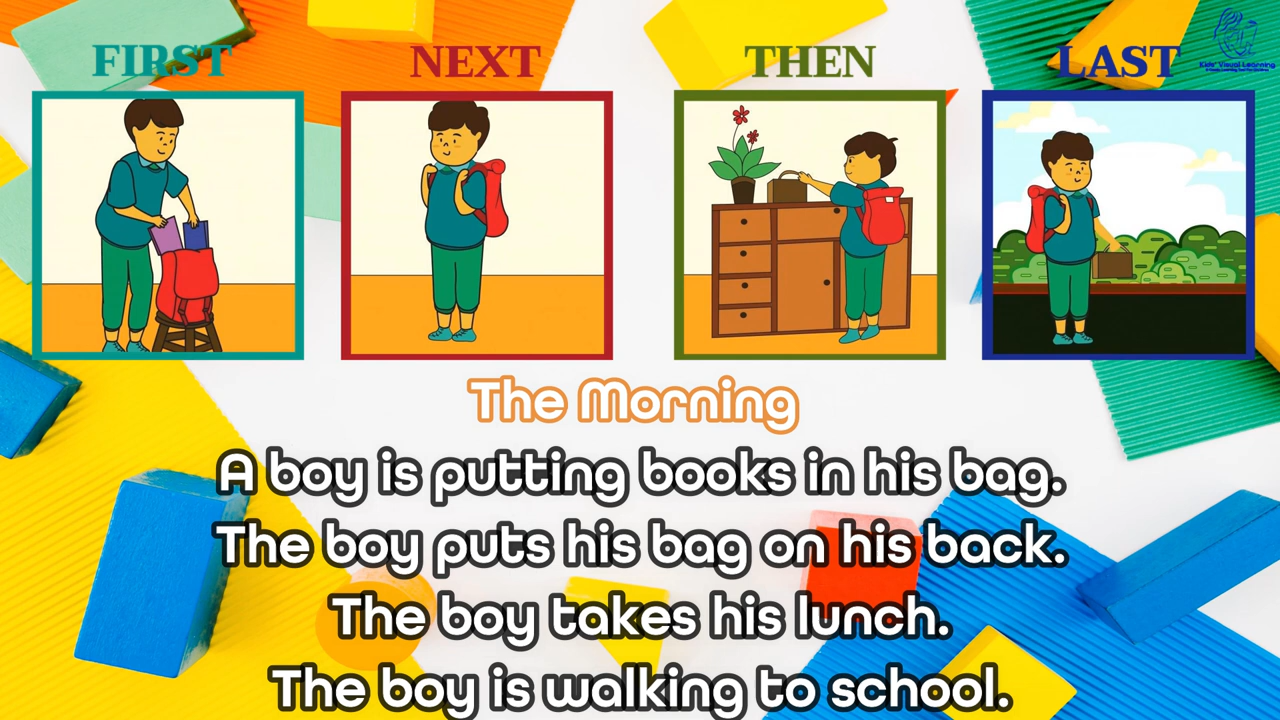 FIRST NEXT THEN LAST
Kids' Visual Learning
The Morning
A boy is putting books in his bag.
The boy puts his bag on his back.
The boy takes his lunch.
The boy is walking to school.